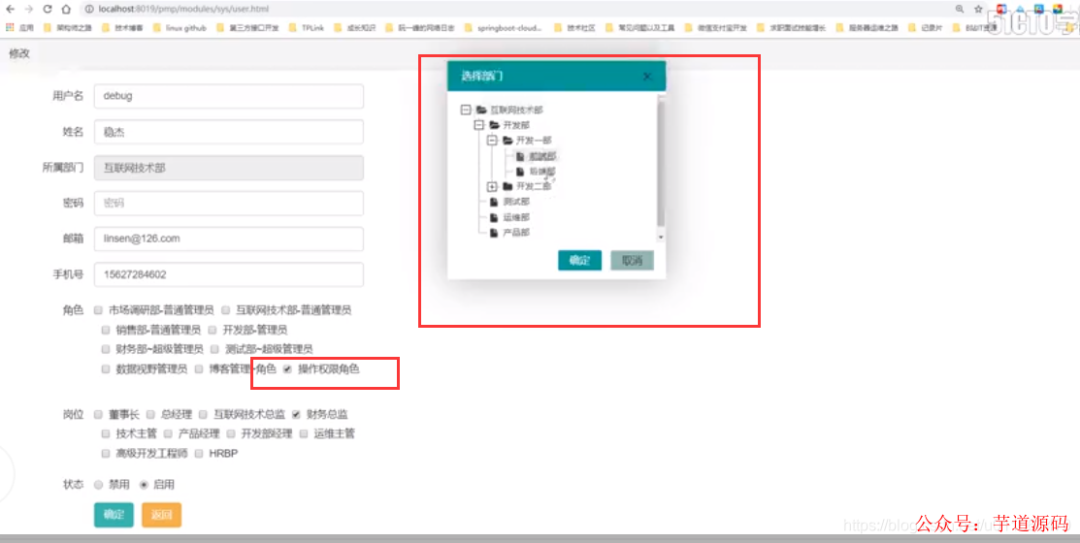 localhost:8019/pmp/modules/sys/user.html
51CTO学
应用 架构师之路 技术博客 linux github 第三方接口开发 TPLink 成长知识 阮一峰的网络日志 springboot-cloud... 技术社区 常见问题以及工具 微信支付宝开发 求职面试技能增长 服务器运维之路 记录片
修改
用户名 debug
姓名 稳杰
所属部门 互联网技术部
密码 密码
邮箱 linsen@126.com
手机号 15627284602
角色 市场调研部-普通管理员 互联网技术部-普通管理员
销售部-普通管理员 开发部-管理员
财务部~超级管理员 测试部~超级管理员
数据视野管理员 博客管理~角色 操作权限角色
岗位 董事长 总经理 互联网技术总监 财务总监
技术主管 产品经理 开发部经理 运维主管
高级开发工程师 HRBP
状态 禁用 启用
确定 返回
选择部门
互联网技术部
开发部
开发一部
前端部
后端部
开发二部
测试部
运维部
产品部
确定 取消
https://blog
公众号：芋道源码